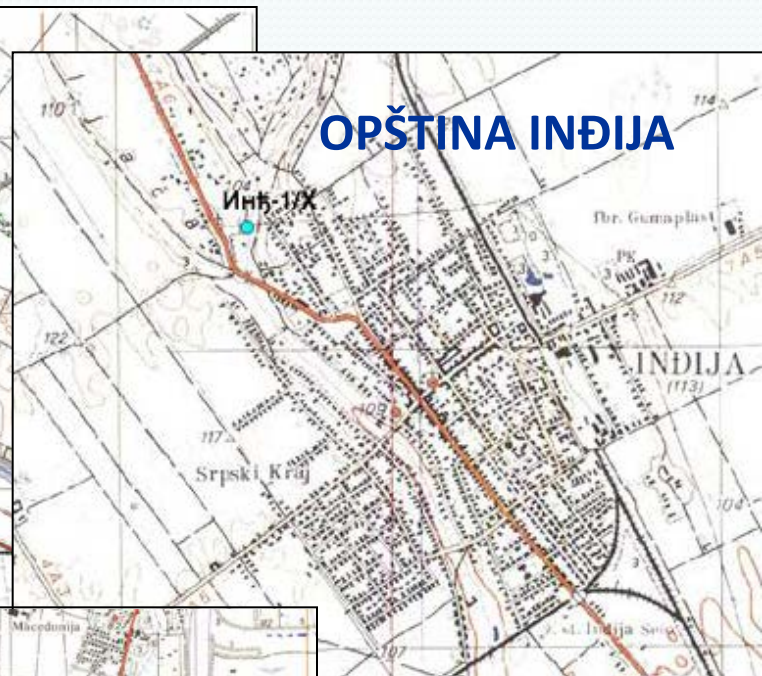 OPŠTINA INĐIJA
110
114
Инђ-1/X
Fbr. Gumaplast
PK
112
122
INĐIJA
(113)
109
117
Srpski Kraj
104
107
Macedonija